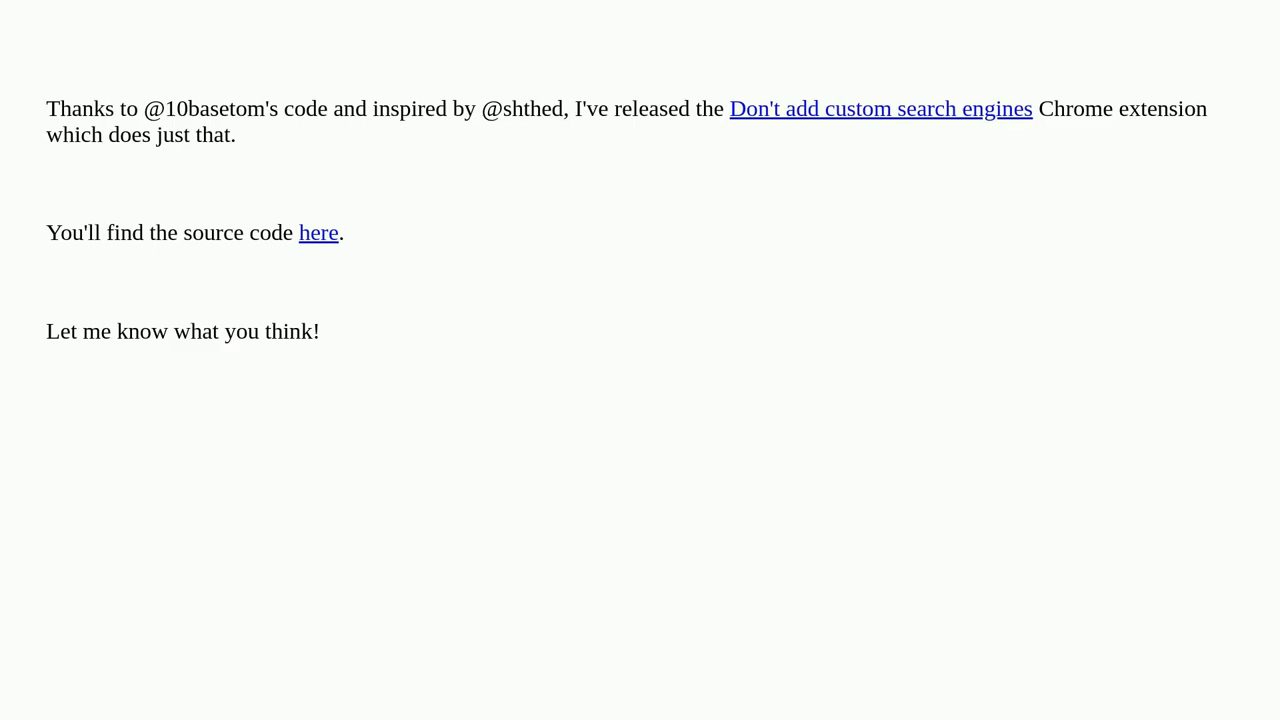 Thanks to @10basetom's code and inspired by @shthed, I've released the Don't add custom search engines Chrome extension
which does just that.
You'll find the source code here.
Let me know what you think!